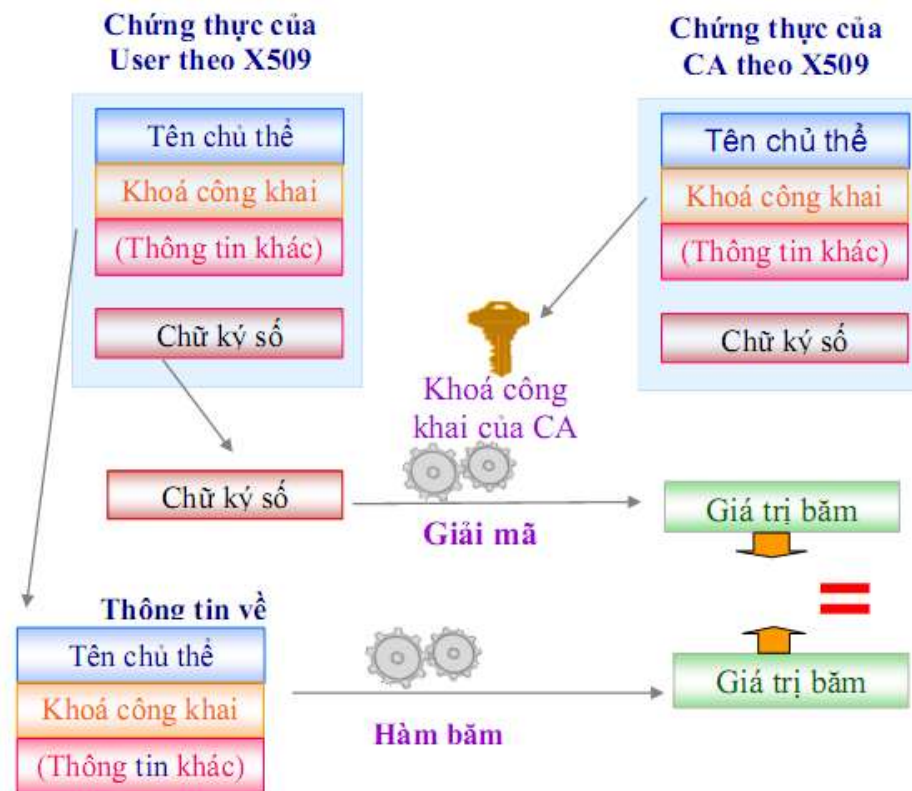 Chứng thực của
User theo X509
Chứng thực của
CA theo X509
Tên chủ thể
Khoá công khai
(Thông tin khác)
Chữ ký số
Tên chủ thể
Khoá công khai
(Thông tin khác)
Chữ ký số
Khoá công
khai của CA
Chữ ký số
Giải mã
Giá trị băm
=
Thông tin về
Tên chủ thể
Khoá công khai
(Thông tin khác)
Hàm băm
Giá trị băm